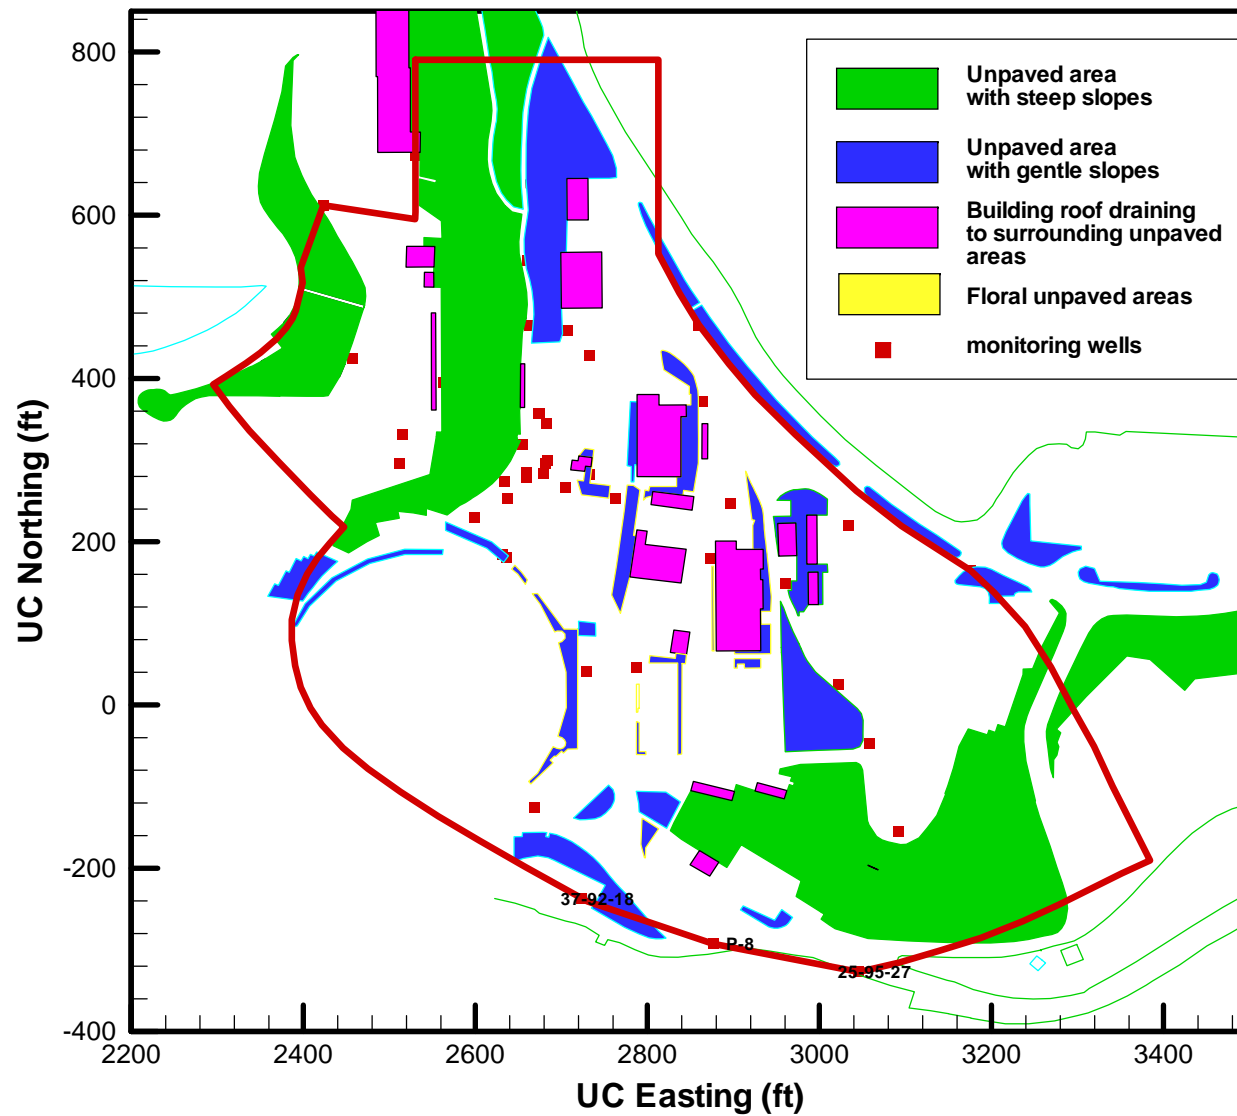 800
600
400
200
0
-200
-400
UC Northing (ft)
Unpaved area
with steep slopes
Unpaved area
with gentle slopes
Building roof draining
to surrounding unpaved
areas
Floral unpaved areas
monitoring wells
37-92-18
P-8
25-95-27
2200
2400
2600
2800
3000
3200
3400
UC Easting (ft)